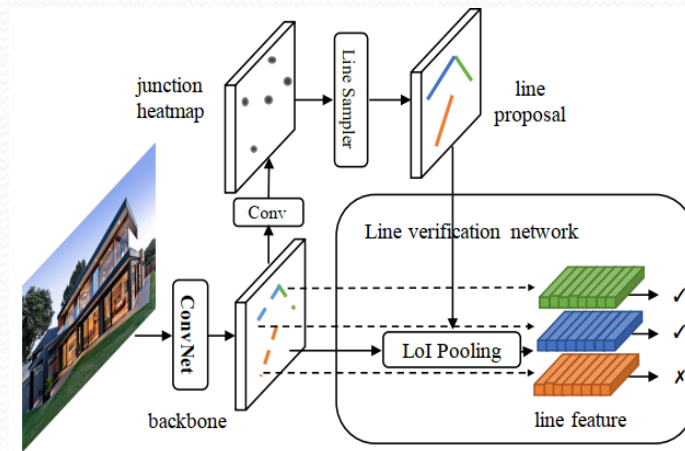 junction
heatmap
Line Sampler
line
proposal
Conv
Line verification network
ConvNet
LoI Pooling
backbone
line feature